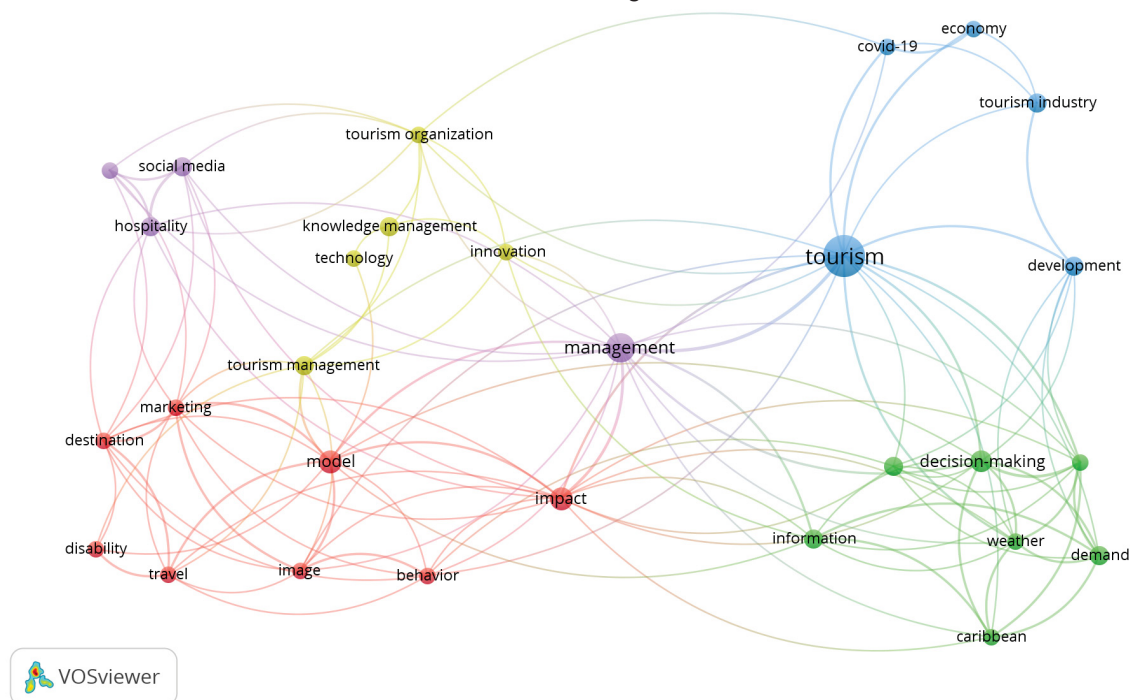 economy
covid-19
tourism industry
tourism organization
social media
hospitality
knowledge management
innovation
technology
tourism
development
management
tourism management
marketing
destination
model
decision-making
impact
information
weather
disability
travel
image
behavior
demand
caribbean
VOSviewer